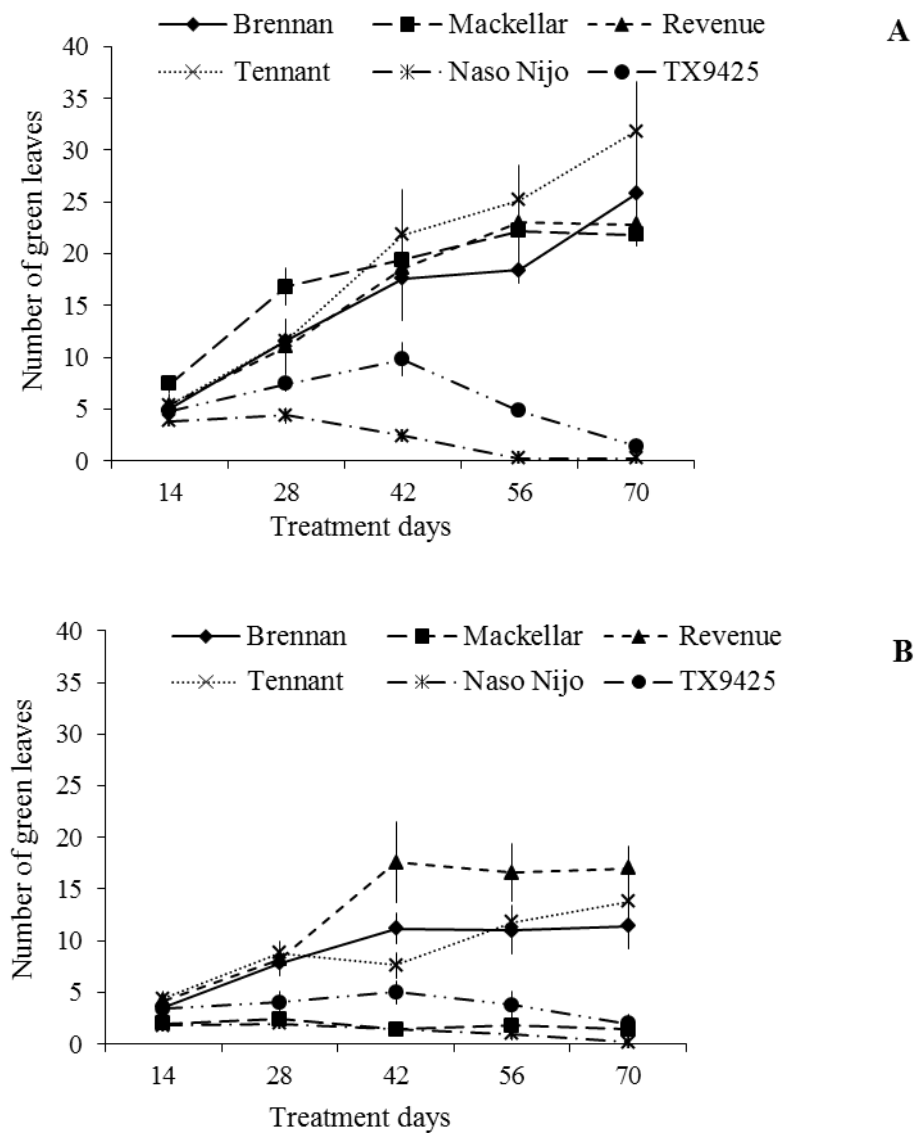 Brennan Mackellar Revenue A
Tennant Naso Nijo TX9425
40
35
30
25
20
15
10
5
0
Number of green leaves
14 28 42 56 70
Treatment days
Brennan Mackellar Revenue B
Tennant Naso Nijo TX9425
40
35
30
25
20
15
10
5
0
Number of green leaves
14 28 42 56 70
Treatment days